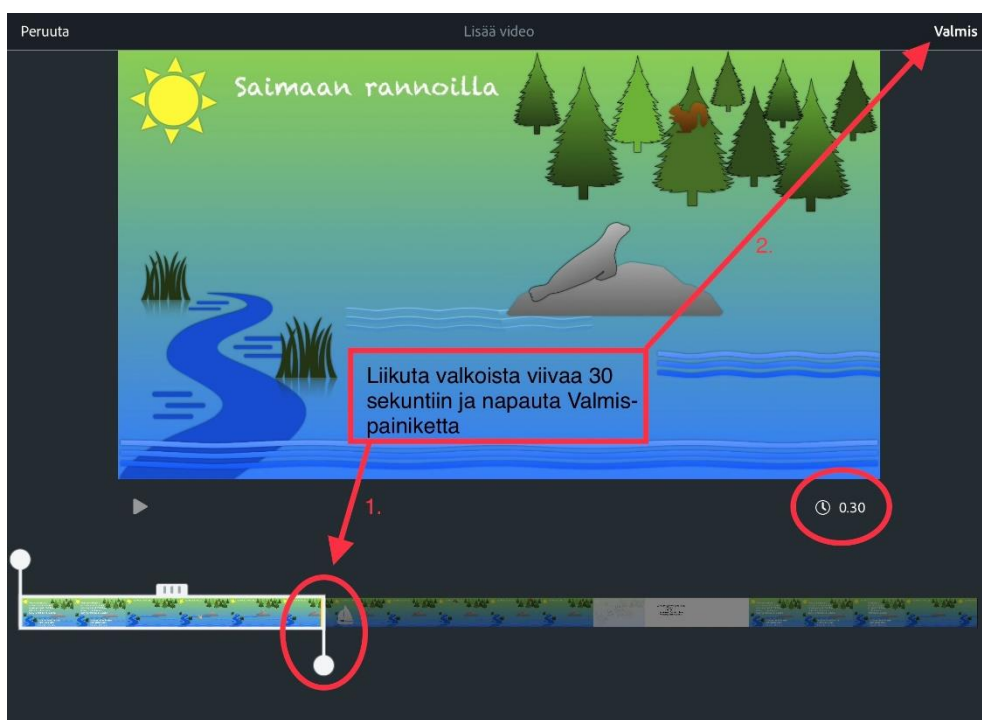 Peruuta
Lisää video
Valmis
Saimaan rannoilla
2.
Liikuta valkoista viivaa 30
sekuntiin ja napauta Valmis-
painiketta
1.
0.30